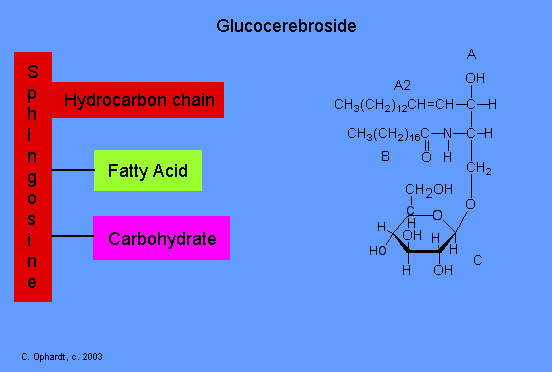 Glucocerebroside
Sphingosine
Hydrocarbon chain
Fatty Acid
Carbohydrate
A
OH
A2
CH3(CH2)12CH=CH
H
CH3(CH2)16C N H
B
O H
CH2
CH2OH
O
C O
H H
OH H
HO H
C
H OH
C. Ophardt, c. 2003